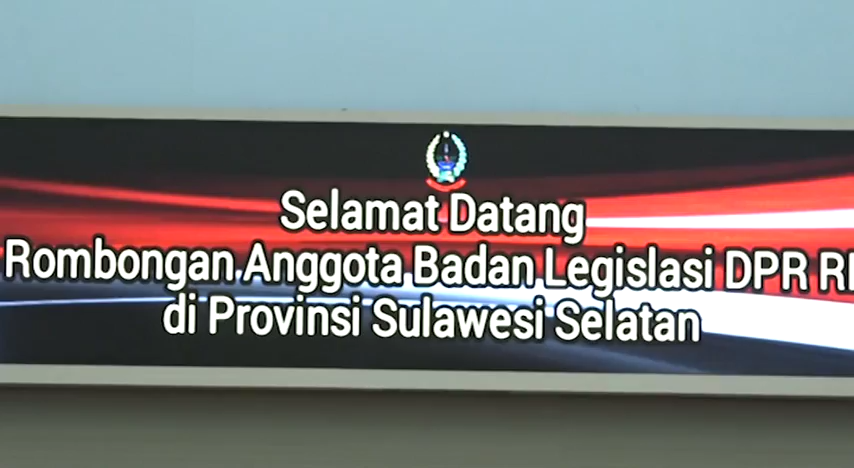 Selamat Datang
Rombongan Anggota Badan Legislasi DPR RI
di Provinsi Sulawesi Selatan